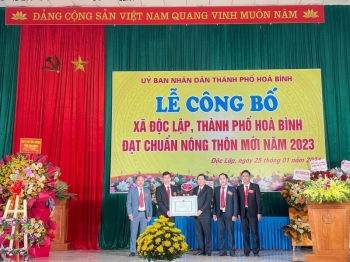 ĐẢNG CỘNG SẢN VIỆT NAM QUANG VINH MUÔN NĂM
UỶ BAN NHÂN DÂN THÀNH PHỐ HOÀ BÌNH
LỄ CÔNG BỐ
XÃ ĐỘC LẬP, THÀNH PHỐ HOÀ BÌNH
ĐẠT CHUẨN NÔNG THÔN MỚI NĂM 2023
Độc Lập, ngày 25 tháng 01 năm 2024